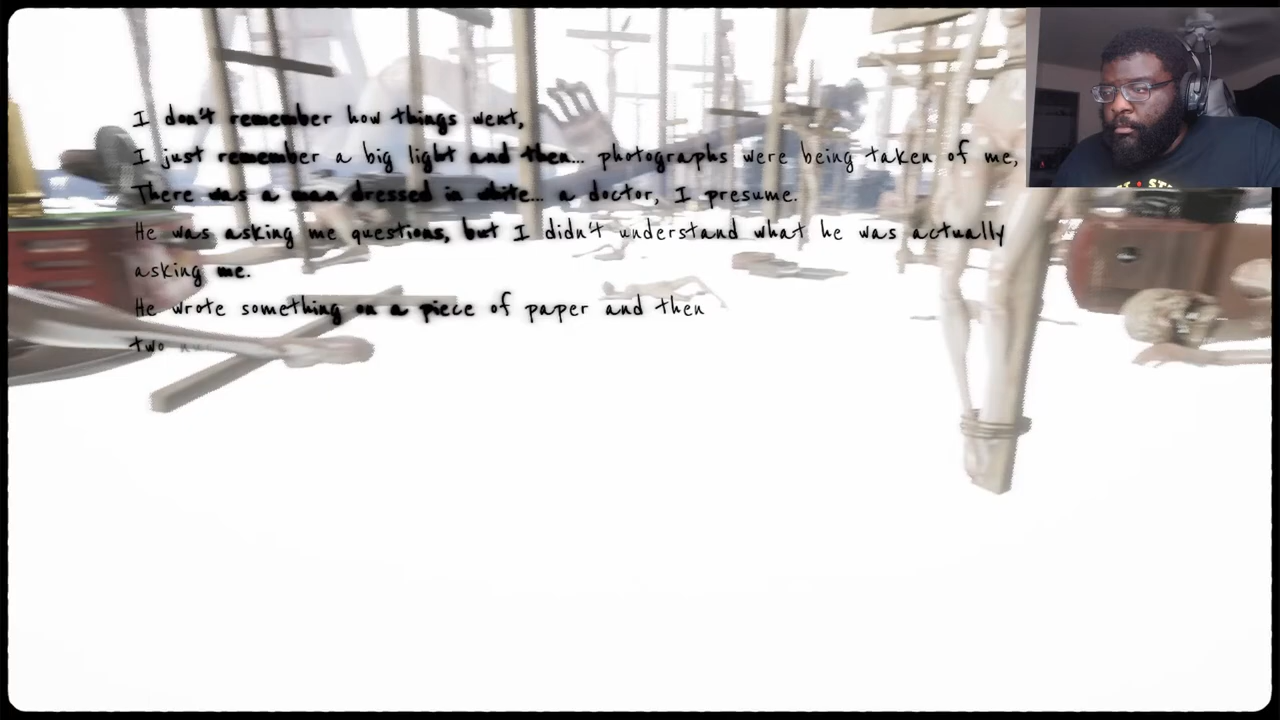 I don't remember how things went,
I just remember a big light and then... photographs were being taken of me,
There was a man dressed in white... a doctor, I presume.
He was asking me questions, but I didn't understand what he was actually
asking me.
He wrote something on a piece of paper and then
two